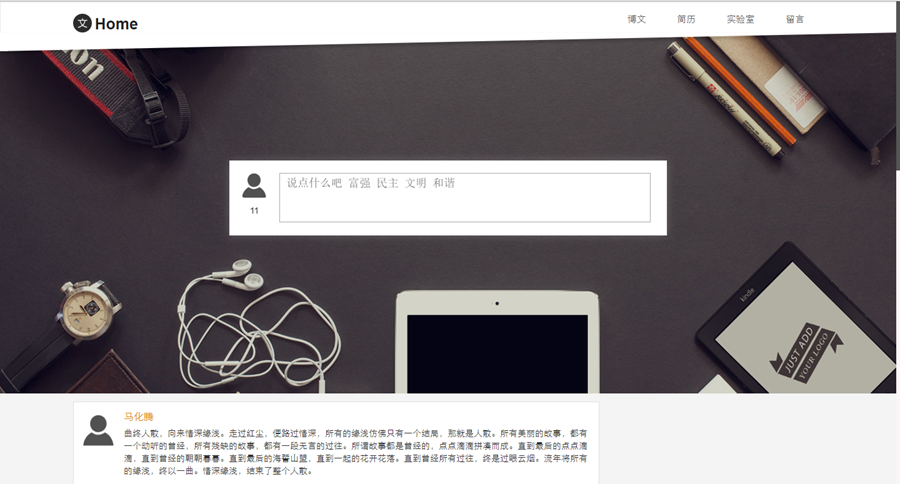 文 Home
博文 简历 实验室 留言
说点什么吧 富强 民主 文明 和谐
11
kindle
JUST ADD
YOUR LOGO
马化腾
曲终人散，向来情深缘浅。走过红尘，便路过情深，所有的缘浅仿佛只有一个结局，那就是人散。所有美丽的故事，都有
一个动听的曾经，所有残缺的故事，都有一段无言的过往。所谓故事都是曾经的，点点滴滴拼凑而成。直到最后的点点滴
滴，直到曾经的朝朝暮暮。直到最后的海誓山盟，直到一起的花开花落。直到曾经所有过往，终是过眼云烟。流年将所有
的缘浅，终以一曲。情深缘浅，结束了整个人散。